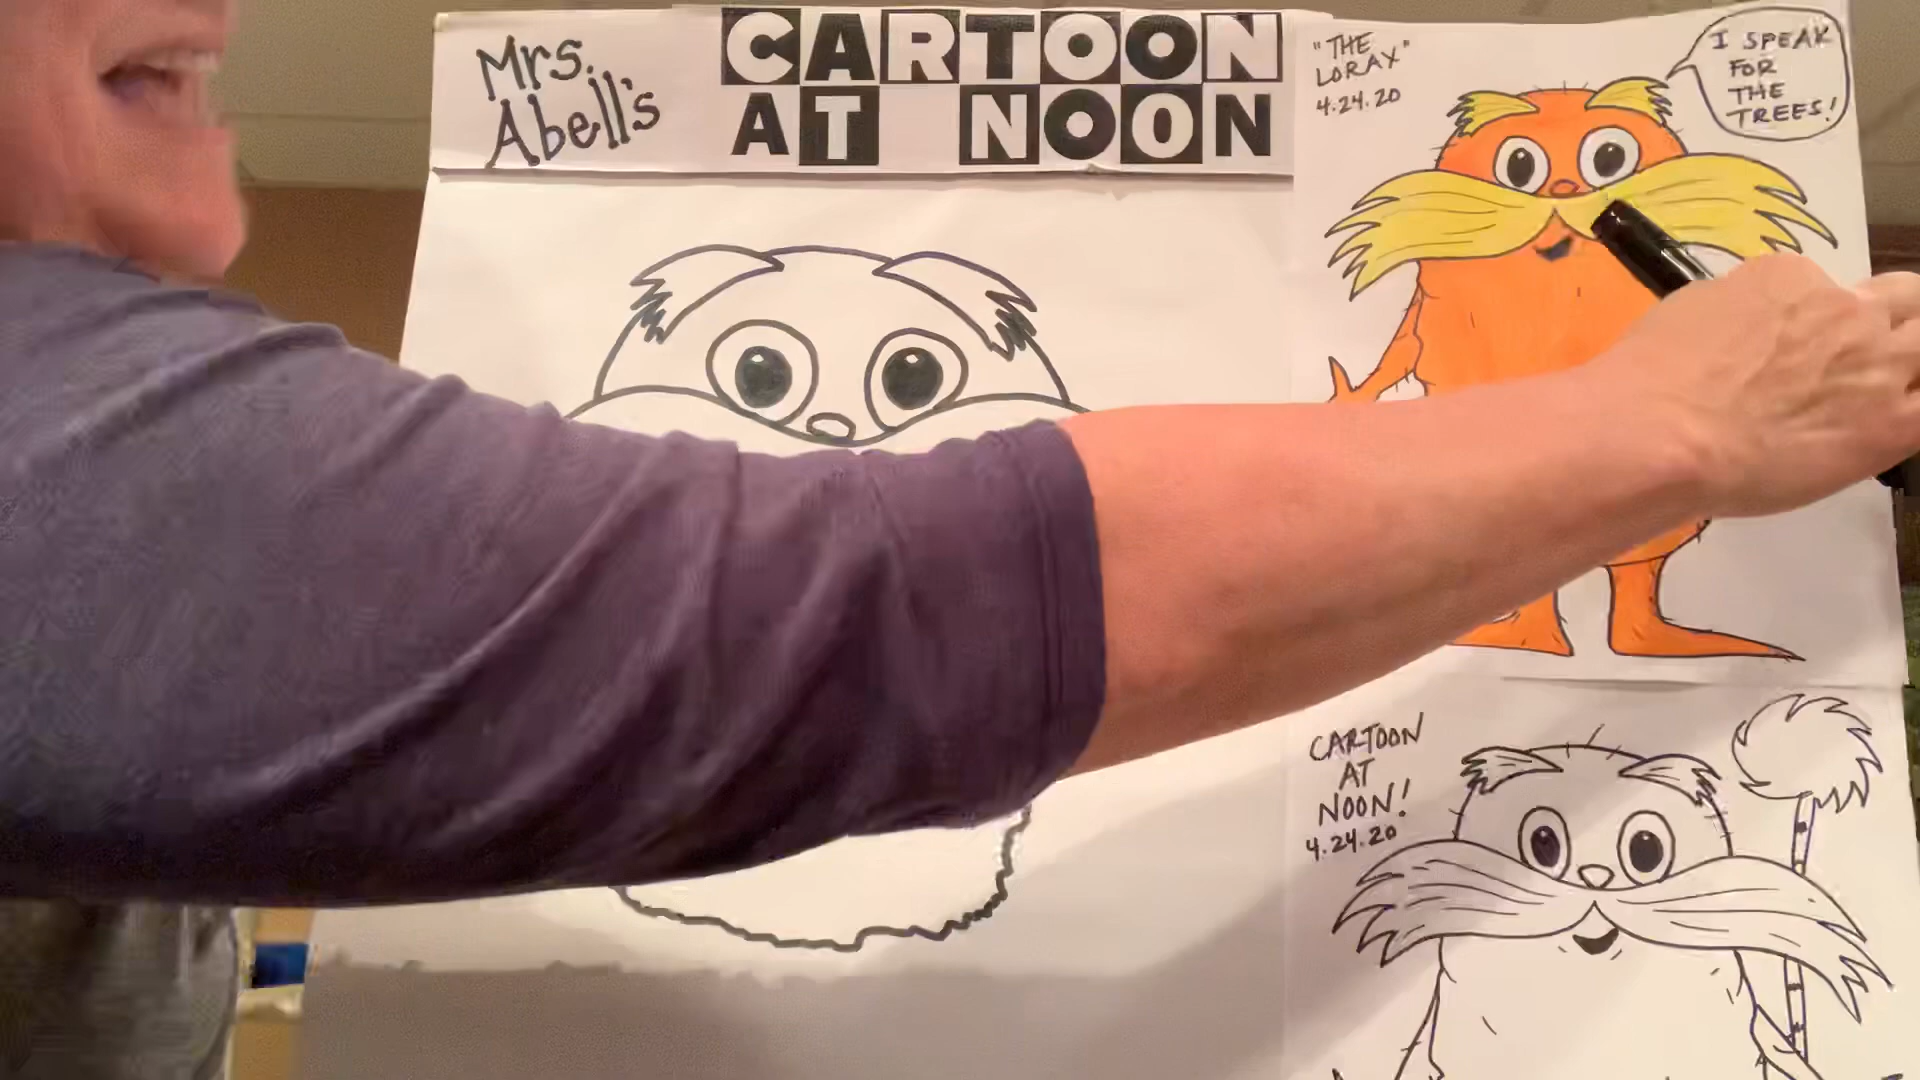 Mrs.
Abell's
CARTOON
AT NOON
"THE
LORAX"
4.24.20
I SPEAK
FOR
THE
TREES!
CARTOON
AT
NOON!
4.24.20